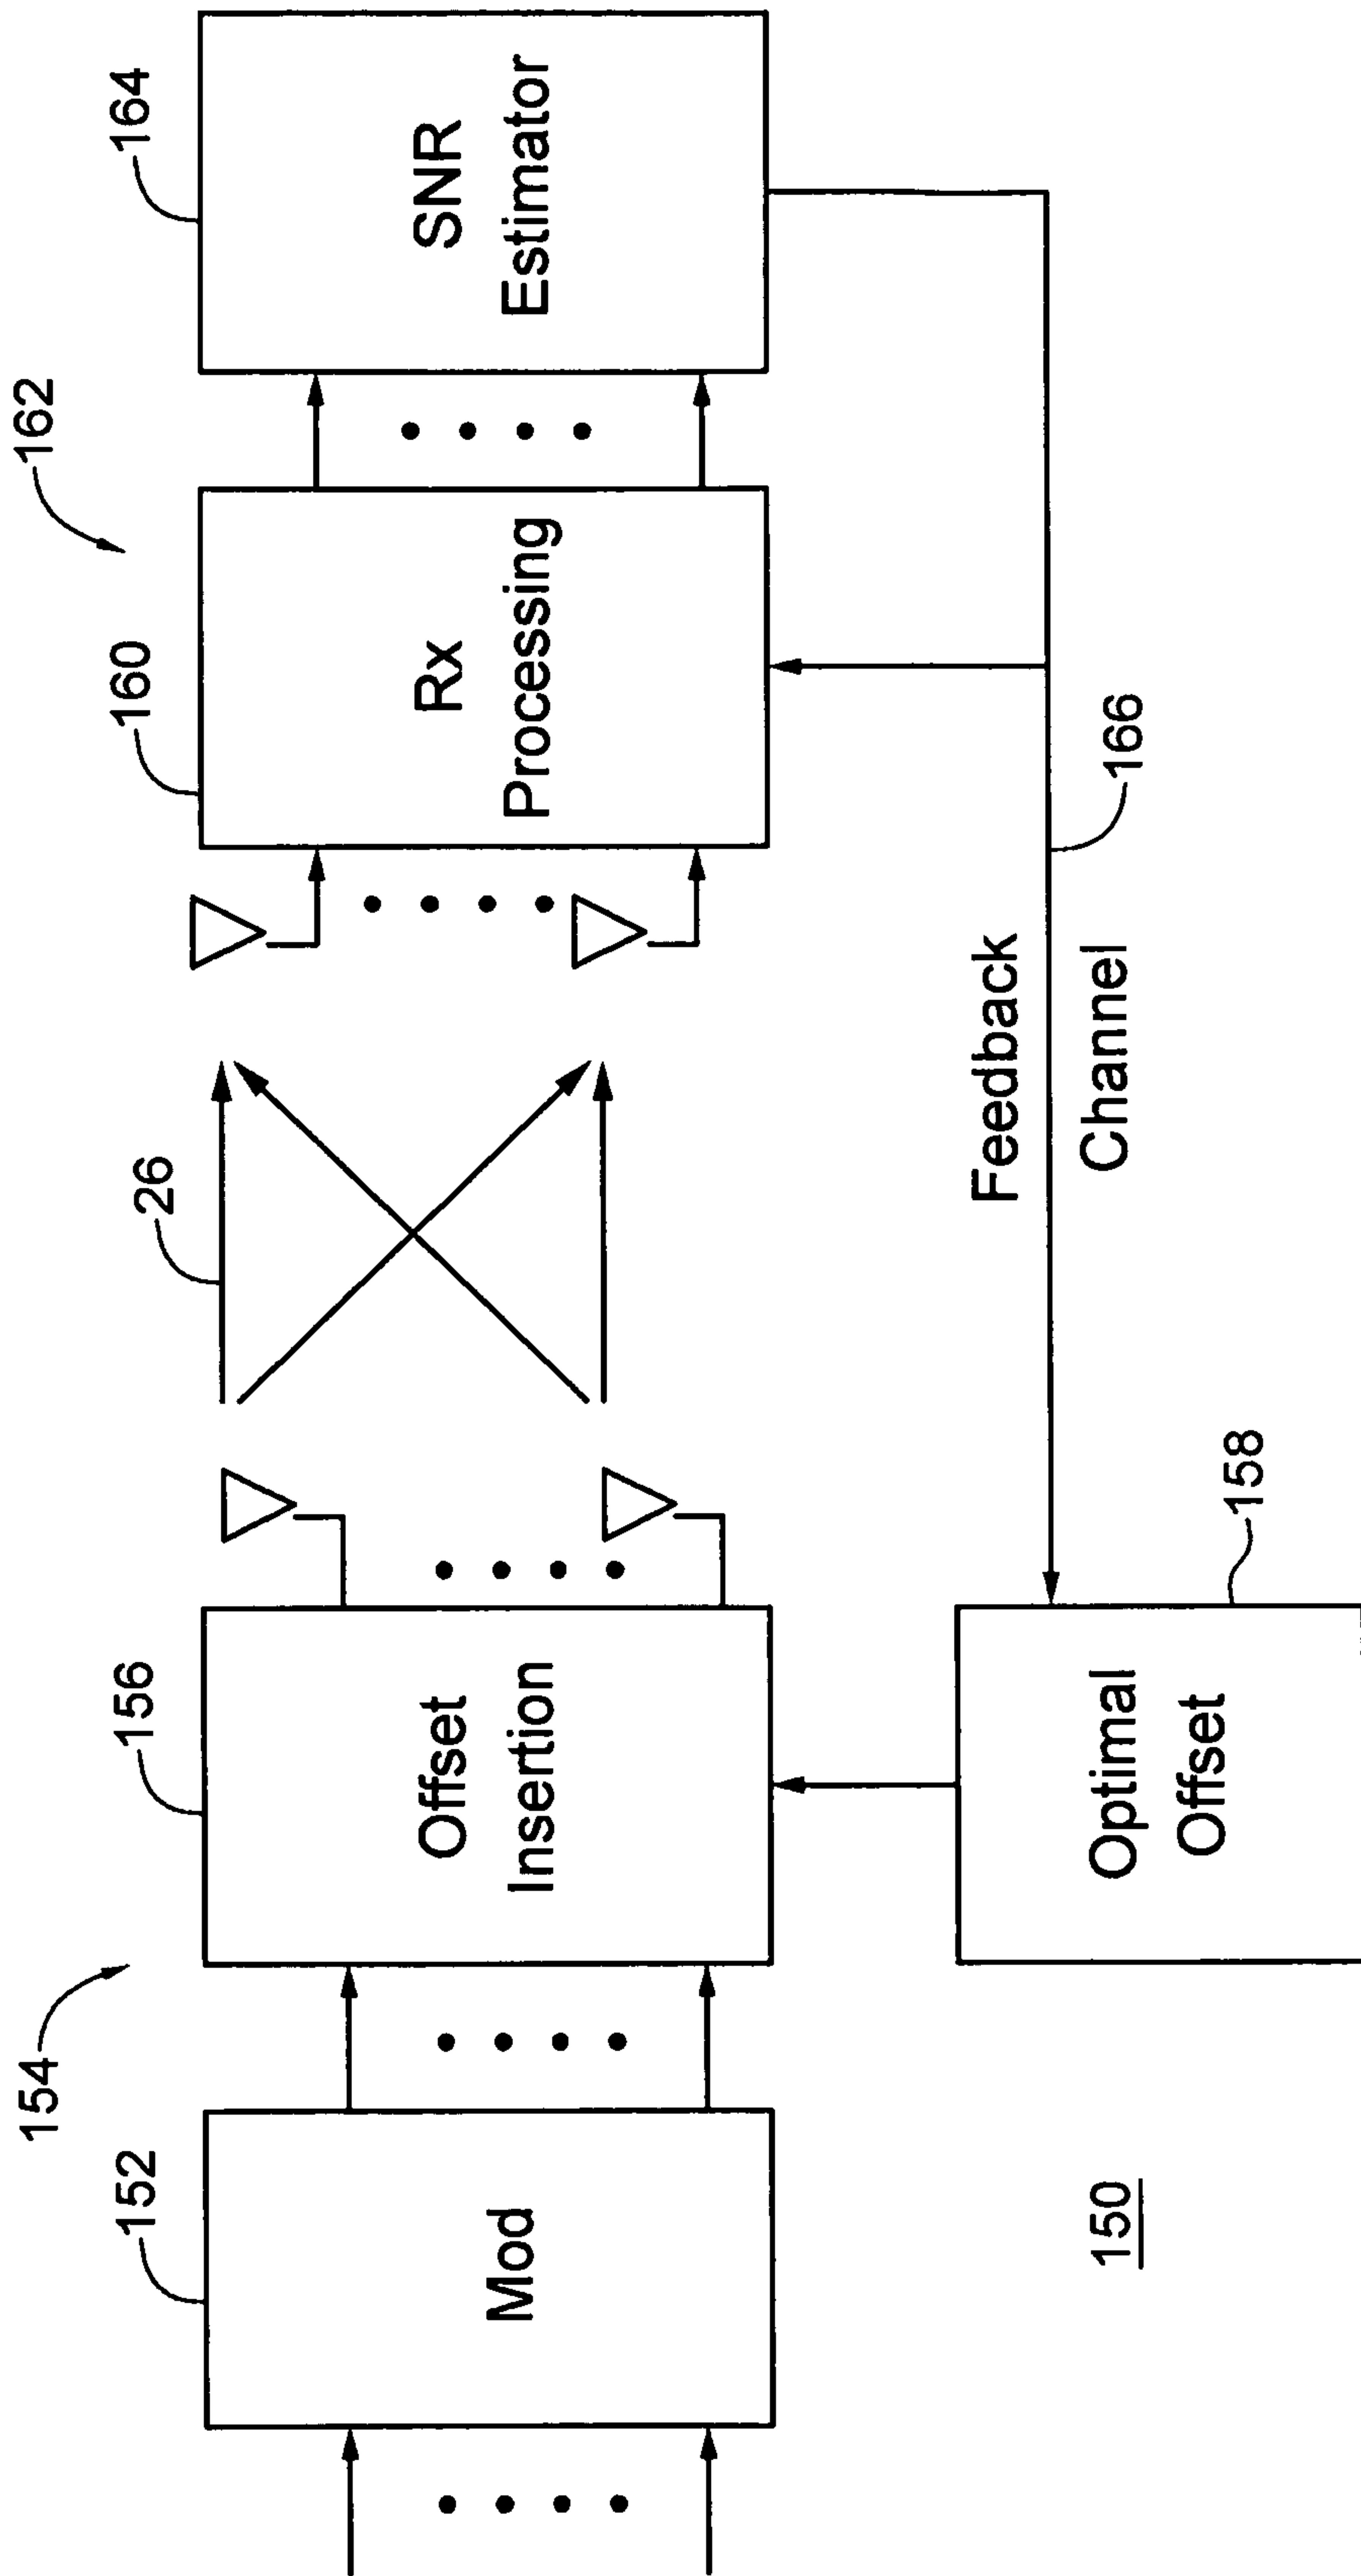 154
162
152
156
26
160
164
Mod
Offset
Insertion
Rx
Processing
SNR
Estimator
Feedback
Channel
166
158
Optimal
Offset
150